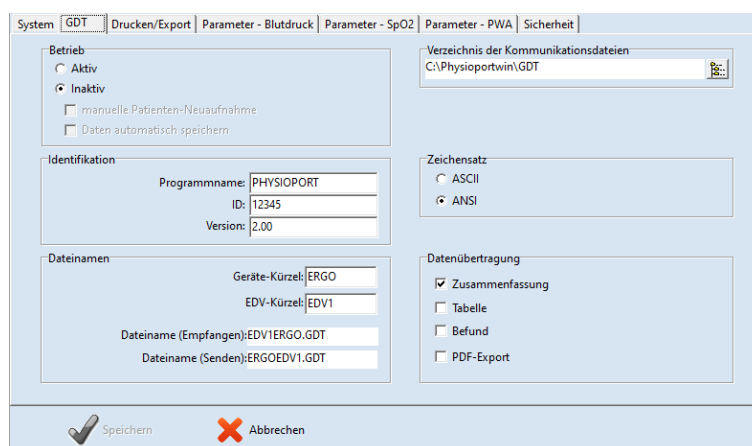 System GDT Drucken/Export Parameter - Blutdruck Parameter - SpO2 Parameter - PWA Sicherheit
Betrieb
Aktiv
Inaktiv
manuelle Patienten-Neuaufnahme
Daten automatisch speichern
Verzeichnis der Kommunikationsdateien
C:\Physioportwin\GDT
Identifikation
Programmname: PHYSIOPORT
ID: 12345
Version: 2.00
Zeichensatz
ASCII
ANSI
Dateinamen
Geräte-Kürzel: ERGO
EDV-Kürzel: EDV1
Dateiname (Empfangen): EDV1ERGO.GDT
Dateiname (Senden): ERGOEDV1.GDT
Datenübertragung
Zusammenfassung
Tabelle
Befund
PDF-Export
Speichern Abbrechen